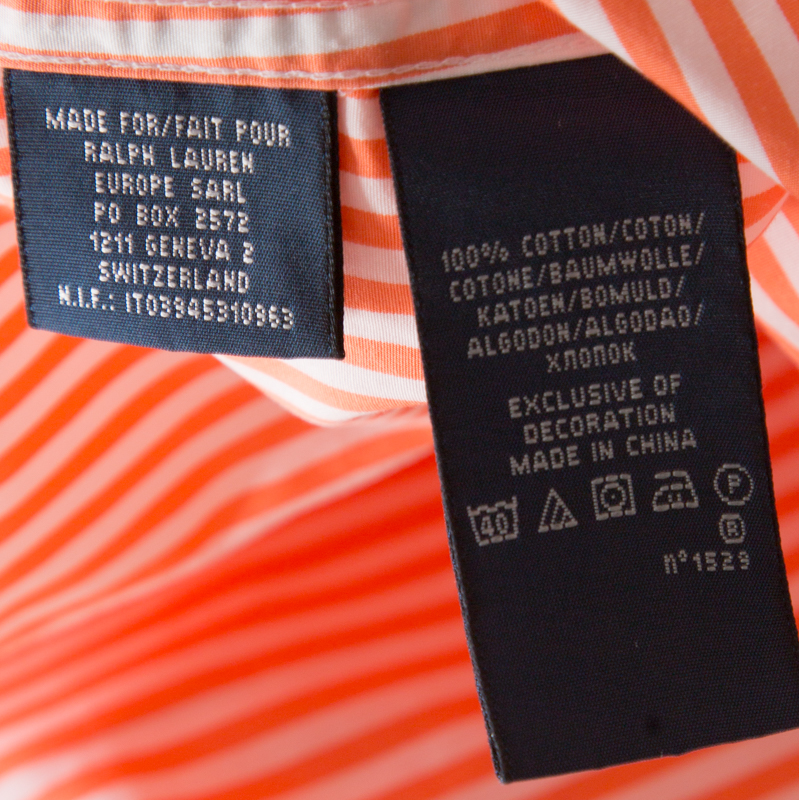 MADE FOR/FAIT POUR
RALPH LAUREN
EUROPE SARL
PO BOX 2572
1211 GENEVA 2
SWITZERLAND
N.I.F.: IT03945310963
100% COTTON/COTON/
COTONE/BAUMWOLLE/
KATOEN/BOMULD/
ALGODON/ALGODAO/
ХЛОПОК
EXCLUSIVE OF
DECORATION
MADE IN CHINA
40 P
R
n°1529